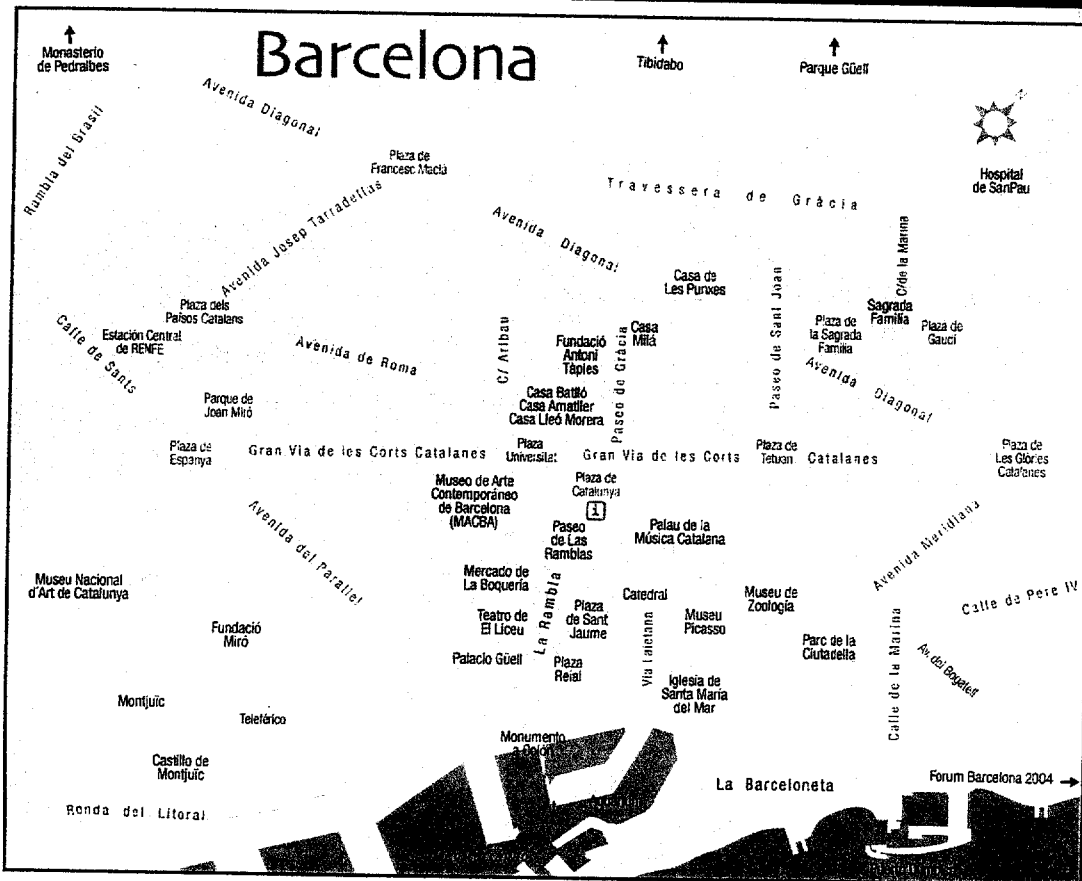 Barcelona
Monasterio
de Pedralbes
Tibidabo
Parque Güell
Avenida Diagonal
Rambla del Brasil
Plaza de
Francesc Macià
Hospital
de SanPau
Travessera de Gràcia
Avenida Josep Tarradellas
Avenida Diagonal
C/de la Marina
Casa de
Les Punxes
Paseo de Sant Joan
Plaza dels
Països Catalans
Sagrada
Familia
Plaza de
la Sagrada
Familia
Plaza de
Gaudí
Calle de Sants
Estación Central
de RENFE
Avenida de Roma
C/ Aribau
Fundació
Antoni
Tàpies
Casa
Milà
Paseo de Gràcia
Avenida Diagonal
Parque de
Joan Miró
Casa Batlló
Casa Amatller
Casa Lleó Morera
Plaza de
Espanya
Gran Via de les Corts Catalanes
Plaza
Universitat
Gran Via de les Corts Catalanes
Plaza de
Tetuan
Plaza de
Les Glòries
Catalanes
Museo de Arte
Contemporáneo
de Barcelona
(MACBA)
Plaza de
Catalunya
i
Avenida del Paral·lel
Paseo
de Las
Ramblas
Palau de la
Música Catalana
Avenida Meridiana
Museu Nacional
d'Art de Catalunya
Mercado de
La Boquería
La Rambla
Catedral
Museo de
Zoología
Calle de Pere IV
Fundació
Miró
Teatro de
El Liceu
Plaza
de Sant
Jaume
Vía Laietana
Museu
Picasso
Parc de la
Ciutadella
Calle de la Marina
Av. del Bogatell
Palacio Güell
Plaza
Reial
Iglesia de
Santa María
del Mar
Montjuïc
Teleférico
Monumento
a Colón
Castillo de
Montjuïc
La Barceloneta
Forum Barcelona 2004
Ronda del Litoral